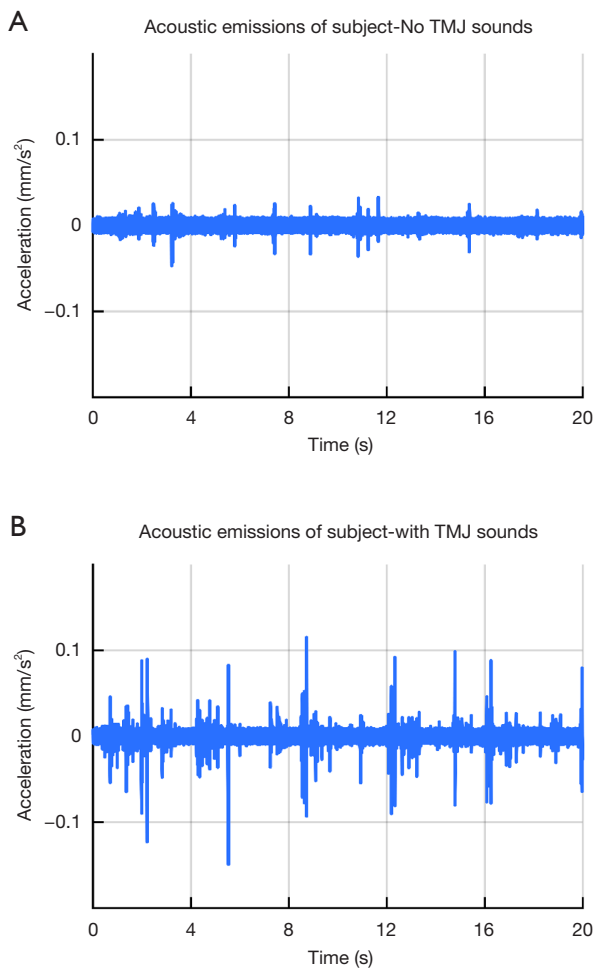 A
Acoustic emissions of subject-No TMJ sounds
Acceleration (mm/s²)
0.1
0
−0.1
0 4 8 12 16 20
Time (s)
B
Acoustic emissions of subject-with TMJ sounds
Acceleration (mm/s²)
0.1
0
−0.1
0 4 8 12 16 20
Time (s)